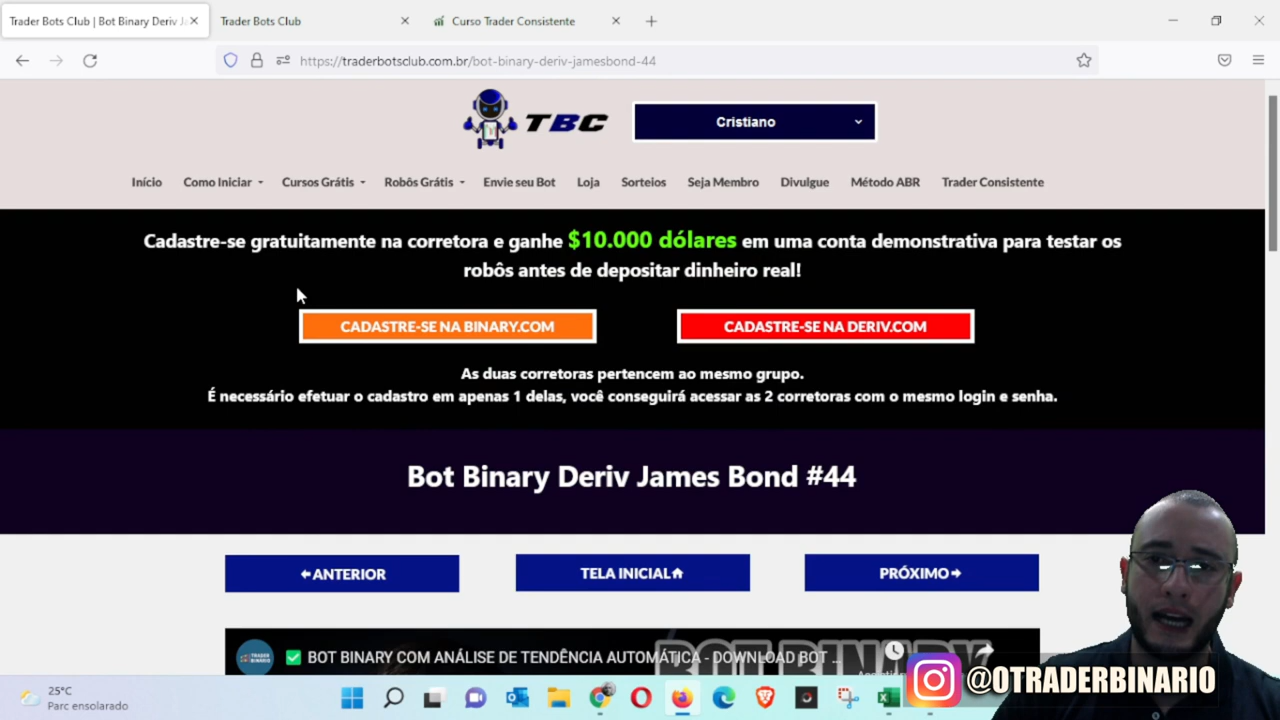 Trader Bots Club | Bot Binary Deriv Ja
Trader Bots Club
Curso Trader Consistente
https://traderbotsclub.com.br/bot-binary-deriv-jamesbond-44
TBC
Cristiano
Início
Como Iniciar
Cursos Grátis
Robôs Grátis
Envie seu Bot
Loja
Sorteios
Seja Membro
Divulgue
Método ABR
Trader Consistente
Cadastre-se gratuitamente na corretora e ganhe $10.000 dólares em uma conta demonstrativa para testar os
robôs antes de depositar dinheiro real!
CADASTRE-SE NA BINARY.COM
CADASTRE-SE NA DERIV.COM
As duas corretoras pertencem ao mesmo grupo.
É necessário efetuar o cadastro em apenas 1 delas, você conseguirá acessar as 2 corretoras com o mesmo login e senha.
Bot Binary Deriv James Bond #44
ANTERIOR
TELA INICIAL
PRÓXIMO
BOT BINARY COM ANÁLISE DE TENDÊNCIA AUTOMÁTICA - DOWNLOAD BOT ...
BOT BINARY
@OTRADERBINARIO
25°C
Parc ensolarado